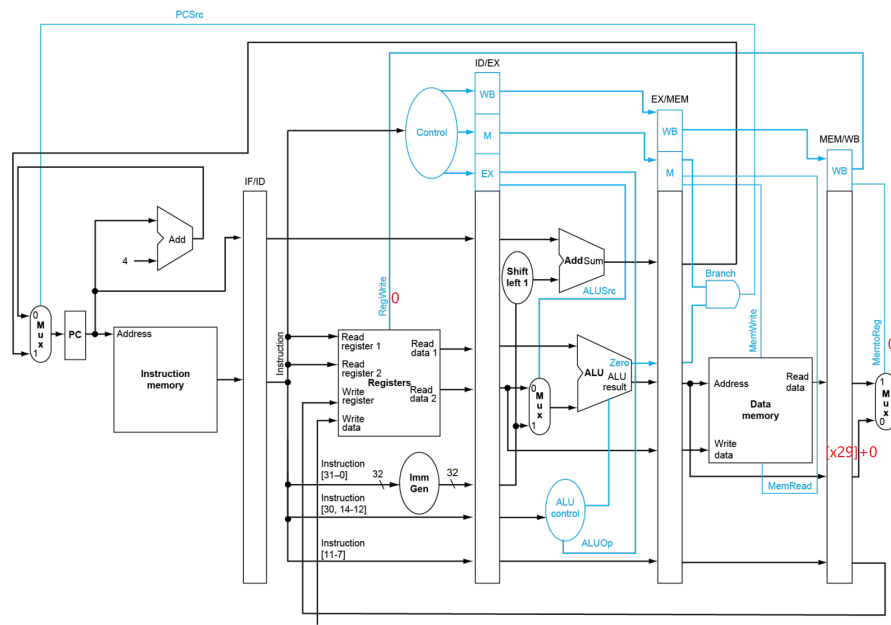 PCSrc
ID/EX
WB
EX/MEM
Control
M
WB
MEM/WB
EX
M
WB
IF/ID
Add
4
Add Sum
Shift
left 1
Branch
ALUSrc
RegWrite
0
MemWrite
MemtoReg
0
0
Mux
1
PC
Address
Instruction
memory
Instruction
Read
register 1
Read
data 1
Read
register 2
Registers
Read
data 2
Write
register
Write
data
0
Mux
1
Zero
ALU
ALU
result
Address
Read
data
Data
memory
Write
data
1
Mux
0
[x29]+0
MemRead
Instruction
[31–0]
32
Imm
Gen
32
Instruction
[30, 14-12]
ALU
control
ALUOp
Instruction
[11-7]